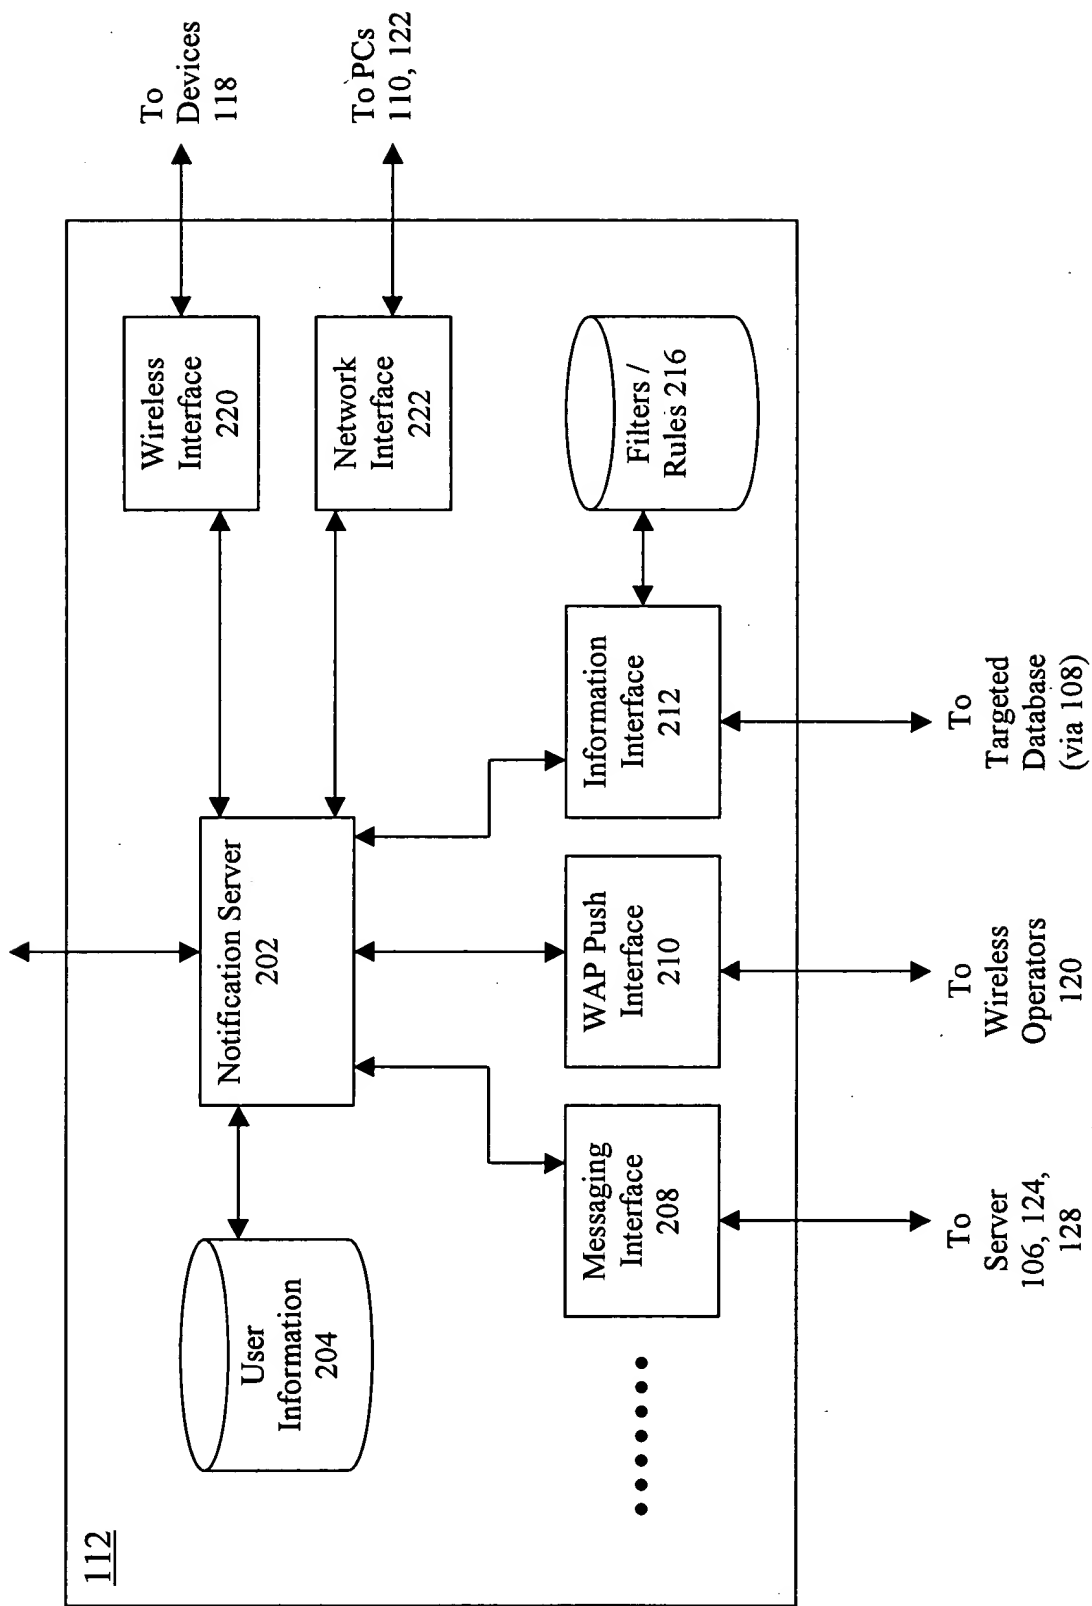 112
User
Information
204
Notification Server
202
Wireless
Interface
220
To
Devices
118
Network
Interface
222
To PCs
110, 122
Messaging
Interface
208
WAP Push
Interface
210
Information
Interface
212
Filters /
Rules 216
To
Server
106, 124,
128
To
Wireless
Operators
120
To
Targeted
Database
(via 108)